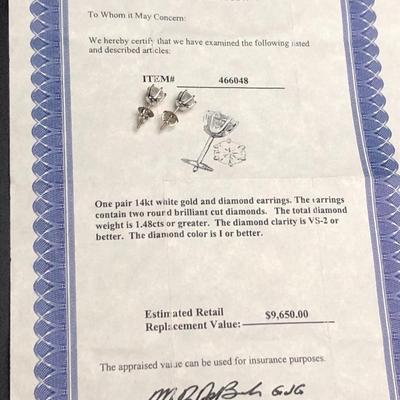 To Whom it May Concern:
We hereby certify that we have examined the following listed
and described articles:
ITEM# 466048
One pair 14kt white gold and diamond earrings. The earrings
contain two round brilliant cut diamonds. The total diamond
weight is 1.48cts or greater. The diamond clarity is VS-2 or
better. The diamond color is I or better.
Estimated Retail
Replacement Value: $9,650.00
The appraised value can be used for insurance purposes.